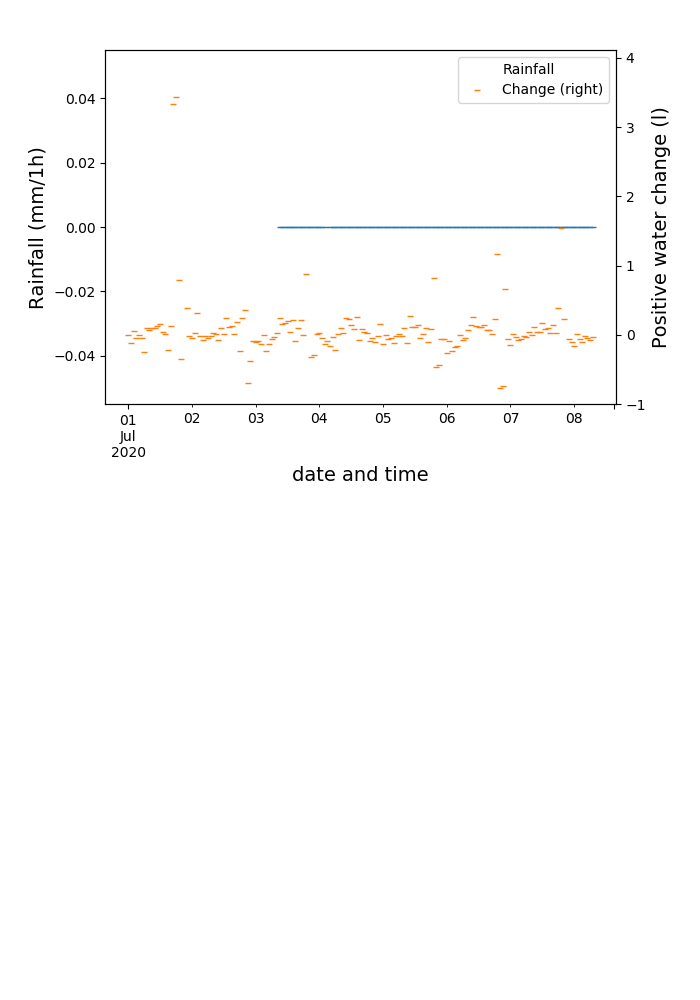 Rainfall
Change (right)
Rainfall (mm/1h)
0.04
0.02
0.00
−0.02
−0.04
Positive water change (l)
4
3
2
1
0
−1
01 02 03 04 05 06 07 08
Jul
2020
date and time